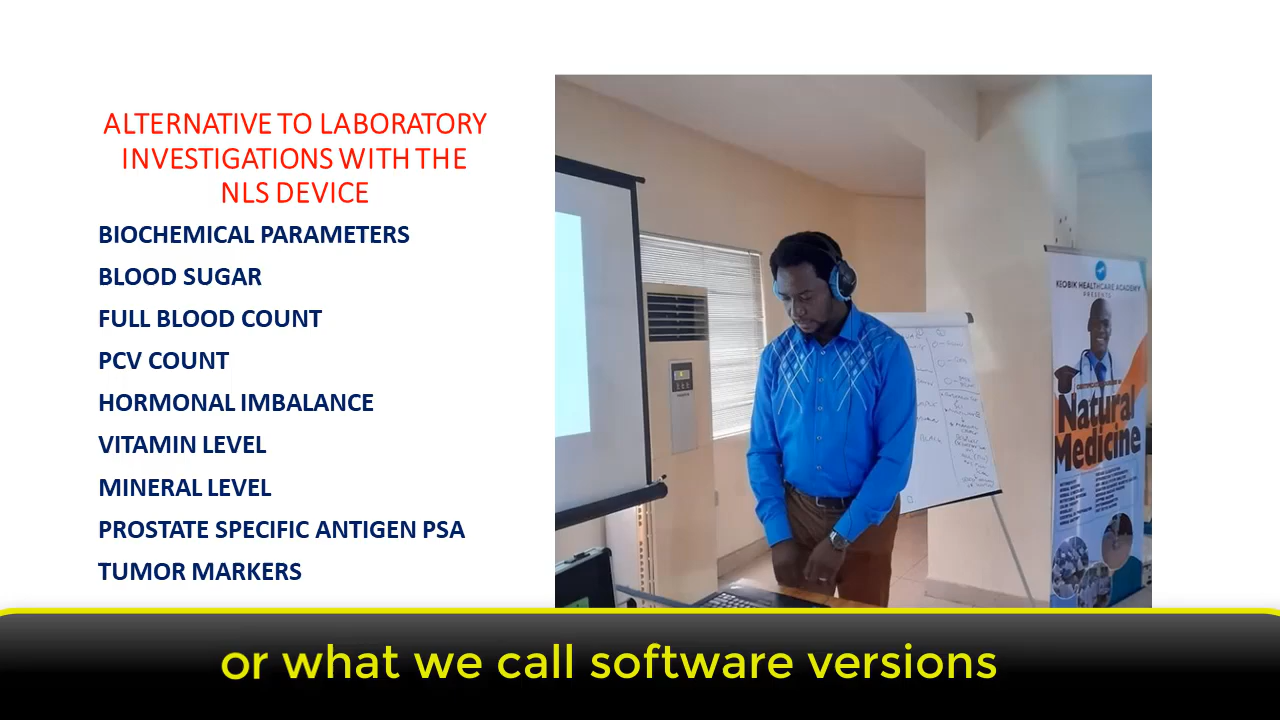 ALTERNATIVE TO LABORATORY
INVESTIGATIONS WITH THE
NLS DEVICE
BIOCHEMICAL PARAMETERS
BLOOD SUGAR
FULL BLOOD COUNT
PCV COUNT
HORMONAL IMBALANCE
VITAMIN LEVEL
MINERAL LEVEL
PROSTATE SPECIFIC ANTIGEN PSA
TUMOR MARKERS
KEOBIK HEALTHCARE ACADEMY
PRESENTS
Natural
Medicine
or what we call software versions